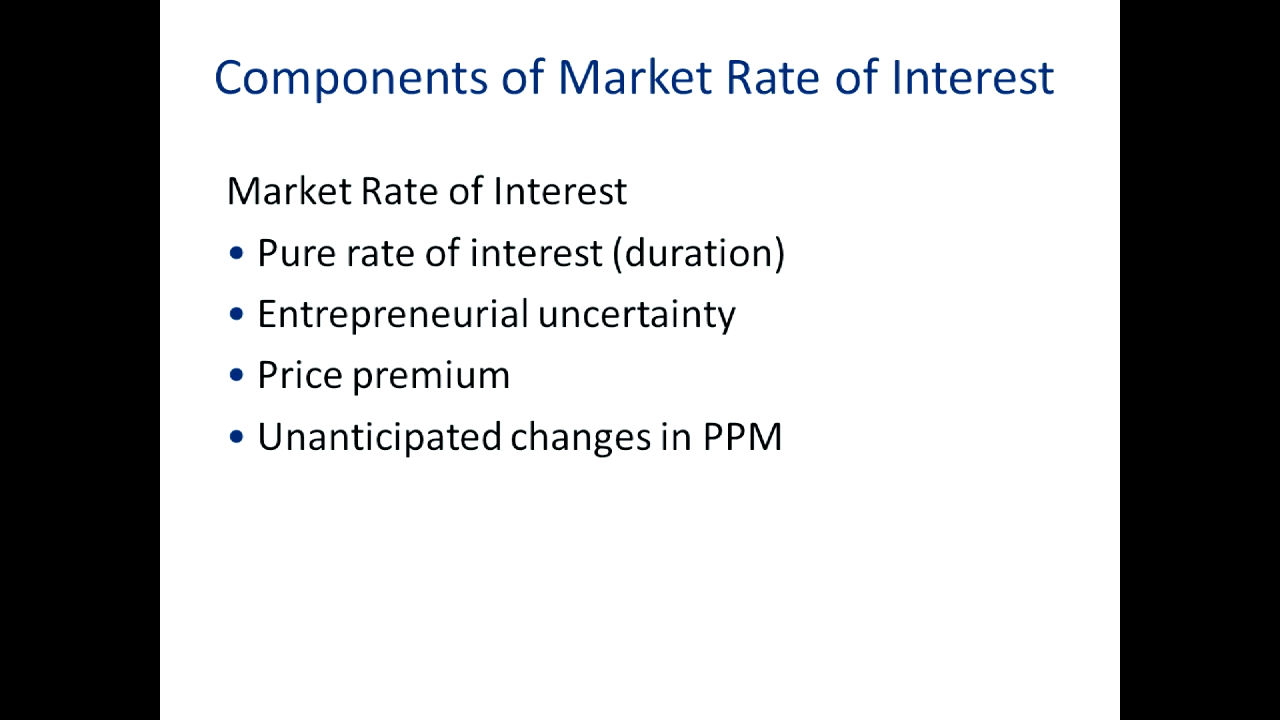 Components of Market Rate of Interest
Market Rate of Interest
• Pure rate of interest (duration)
• Entrepreneurial uncertainty
• Price premium
• Unanticipated changes in PPM